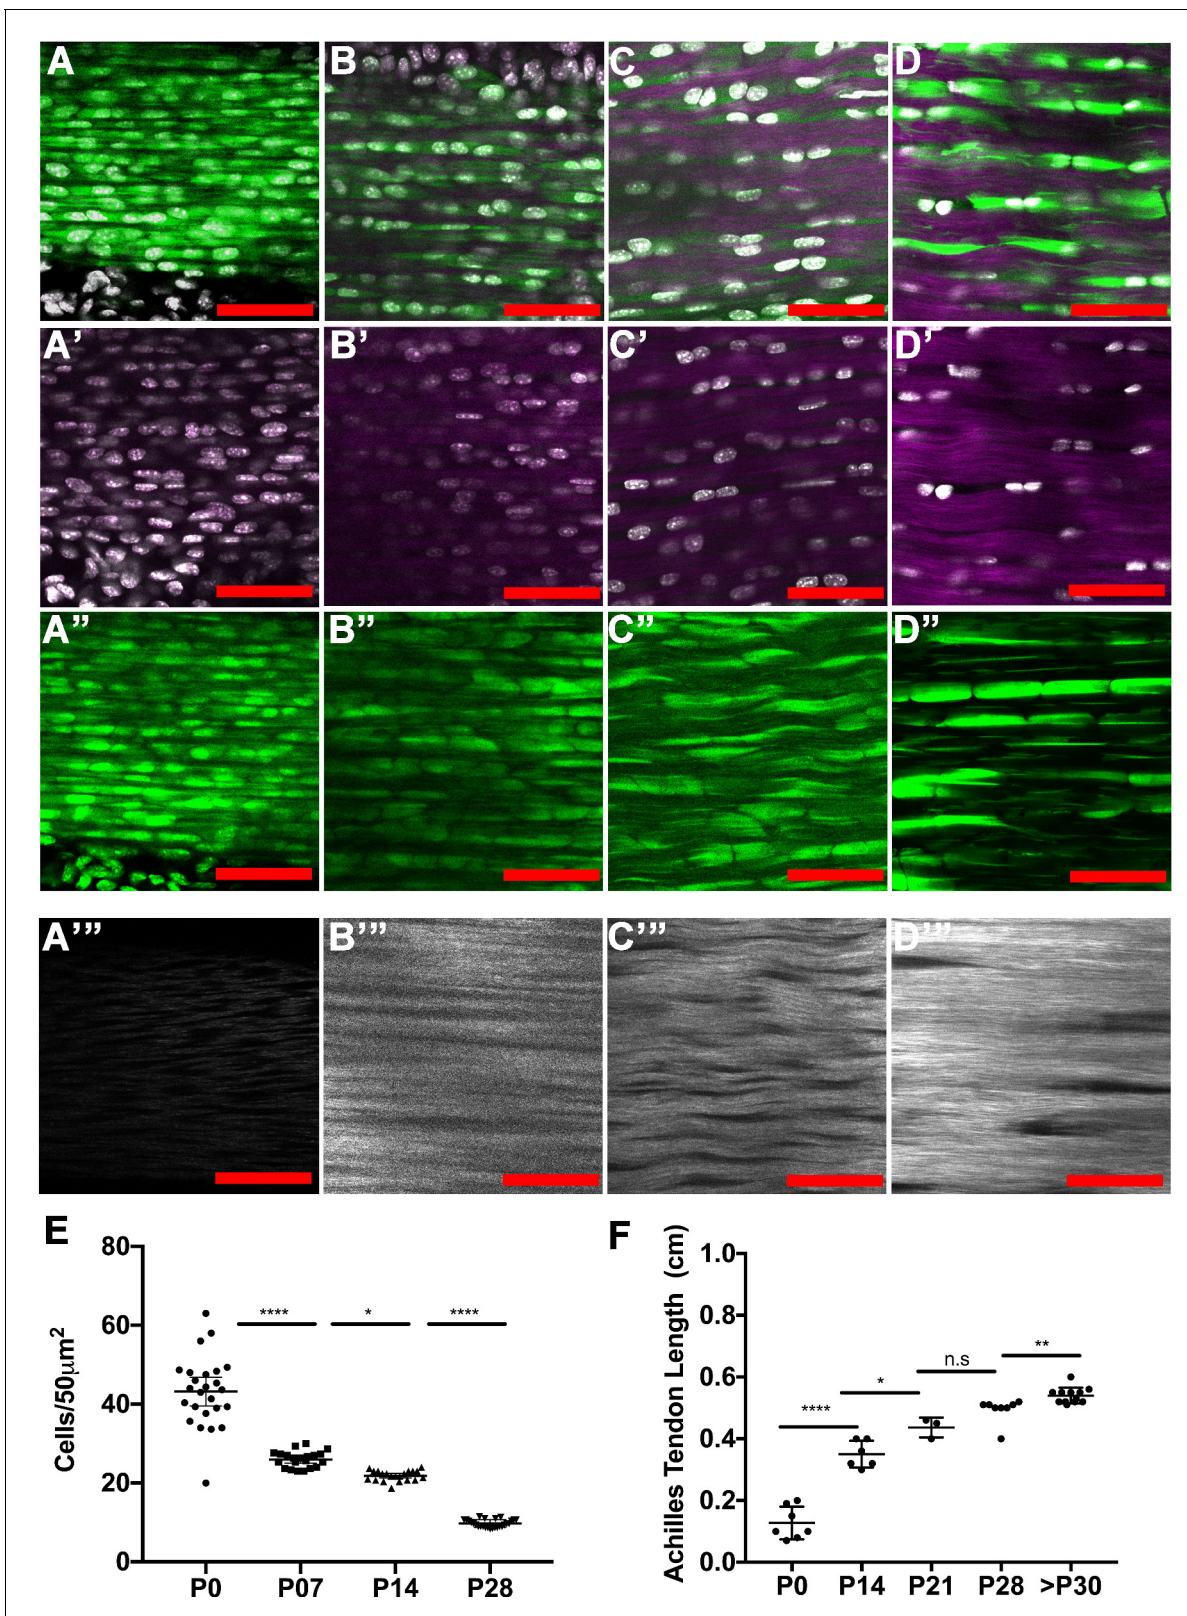 A B C D
A' B' C' D'
A” B” C” D”
A'” B'” C'” D'”
E
80
60
40
20
0
Cells/50μm²
**** * ****
P0 P07 P14 P28
F
1.0
0.8
0.6
0.4
0.2
0.0
Achilles Tendon Length (cm)
**** * n.s **
P0 P14 P21 P28 >P30